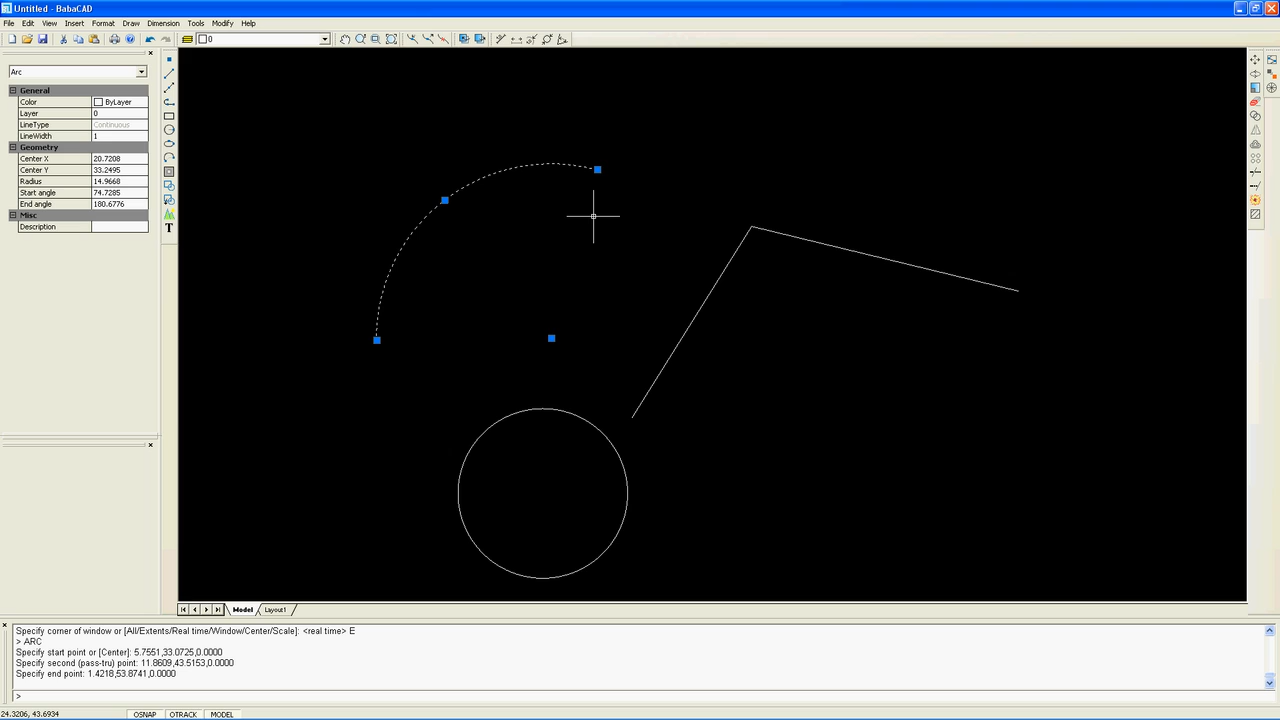 Untitled - BabaCAD
File Edit View Insert Format Draw Dimension Tools Modify Help
0
Arc
General
Color ByLayer
Layer 0
LineType Continuous
LineWidth 1
Geometry
Center X 20.7208
Center Y 33.2495
Radius 14.9668
Start angle 74.7285
End angle 180.6776
Misc
Description
T
Model Layout1
Specify corner of window or [All/Extents/Real time/Window/Center/Scale]: <real time> E
> ARC
Specify start point or [Center]: 5.7551,33.0725,0.0000
Specify second (pass-tru) point: 11.8609,43.5153,0.0000
Specify end point: 1.4218,53.8741,0.0000
>
24.3206, 43.6934 OSNAP OTRACK MODEL